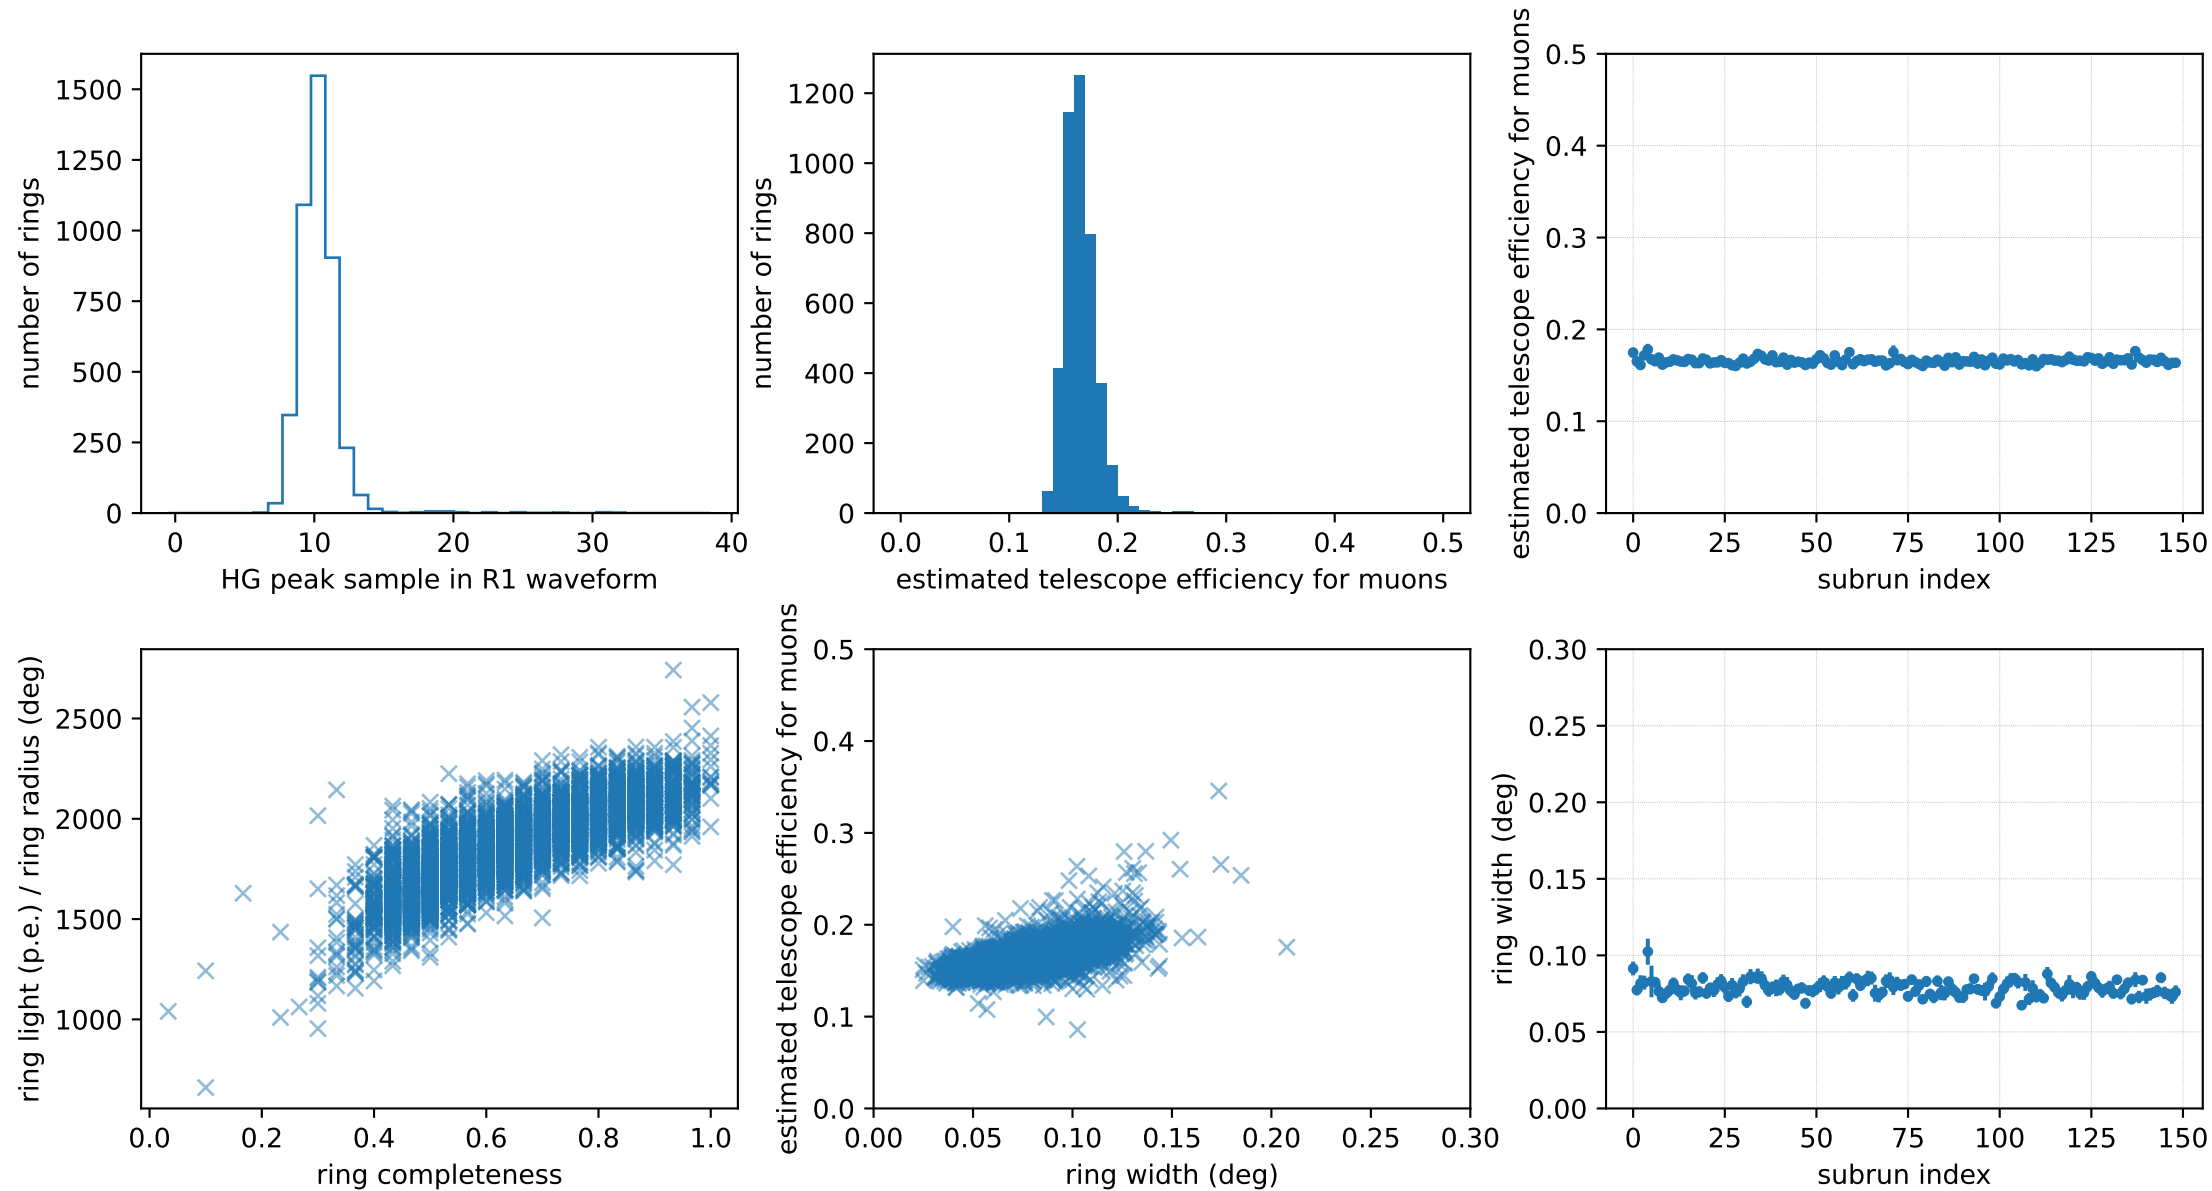 number of rings
1500
1250
1000
750
500
250
0
0 10 20 30 40
HG peak sample in R1 waveform
number of rings
1200
1000
800
600
400
200
0
0.0 0.1 0.2 0.3 0.4 0.5
estimated telescope efficiency for muons
estimated telescope efficiency for muons
0.5
0.4
0.3
0.2
0.1
0.0
0 25 50 75 100 125 150
subrun index
ring light (p.e.) / ring radius (deg)
2500
2000
1500
1000
0.0 0.2 0.4 0.6 0.8 1.0
ring completeness
estimated telescope efficiency for muons
0.5
0.4
0.3
0.2
0.1
0.0
0.00 0.05 0.10 0.15 0.20 0.25 0.30
ring width (deg)
ring width (deg)
0.30
0.25
0.20
0.15
0.10
0.05
0.00
0 25 50 75 100 125 150
subrun index